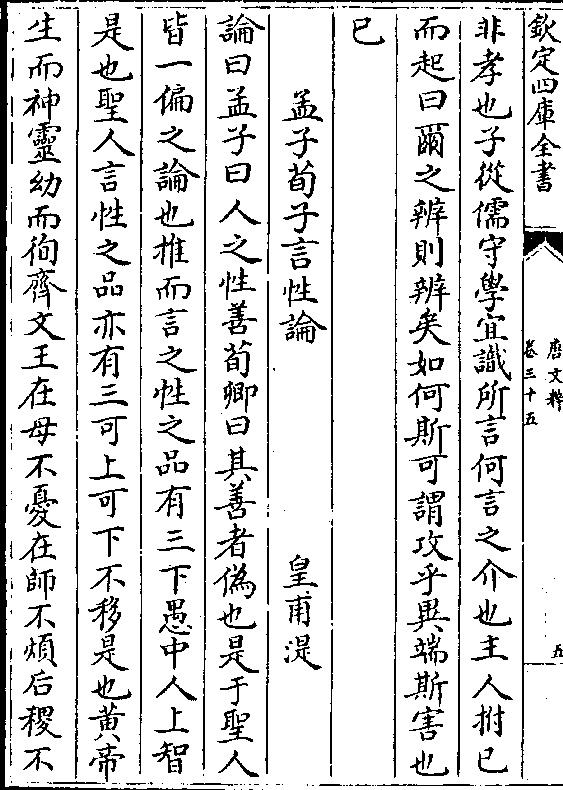 欽定四庫全書
唐文粹
卷三十五
五
非孝也子從儒守學宜識所言何言之介也主人拊已
而起曰爾之辨則辨矣如何斯可謂攻乎異端斯害也
已
孟子荀子言性論 皇甫湜
論曰孟子曰人之性善荀卿曰其善者偽也是于聖人
皆一偏之論也推而言之性之品有三下愚中人上智
是也聖人言性之品亦有三可上可下不移是也黄帝
生而神靈幼而徇齊文王在母不憂在師不煩后稷不